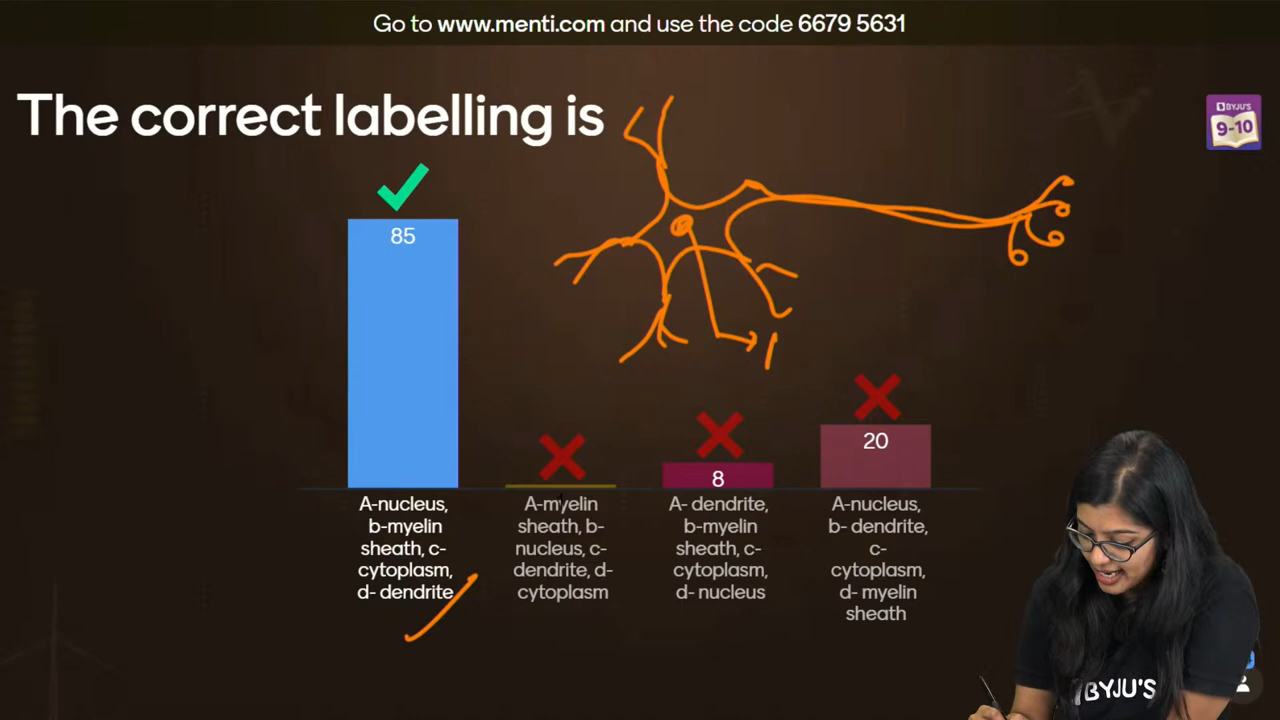 Go to www.menti.com and use the code 6679 5631
The correct labelling is
BYJU'S
9-10
85
8
20
A-nucleus,
b-myelin
sheath, c-
cytoplasm,
d- dendrite
A-myelin
sheath, b-
nucleus, c-
dendrite, d-
cytoplasm
A- dendrite,
b-myelin
sheath, c-
cytoplasm,
d- nucleus
A-nucleus,
b- dendrite,
c-
cytoplasm,
d- myelin
sheath
BYJU'S